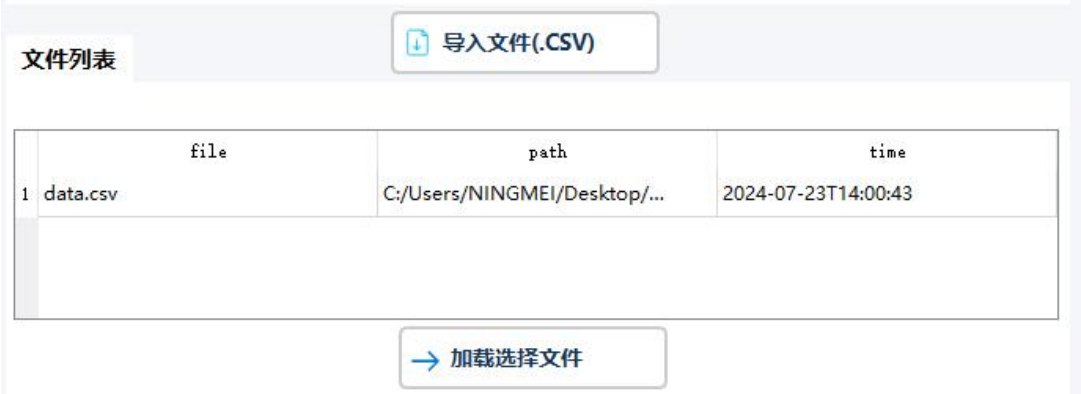 导入文件(.CSV)
文件列表
file path time
1 data.csv C:/Users/NINGMEI/Desktop/... 2024-07-23T14:00:43
加载选择文件